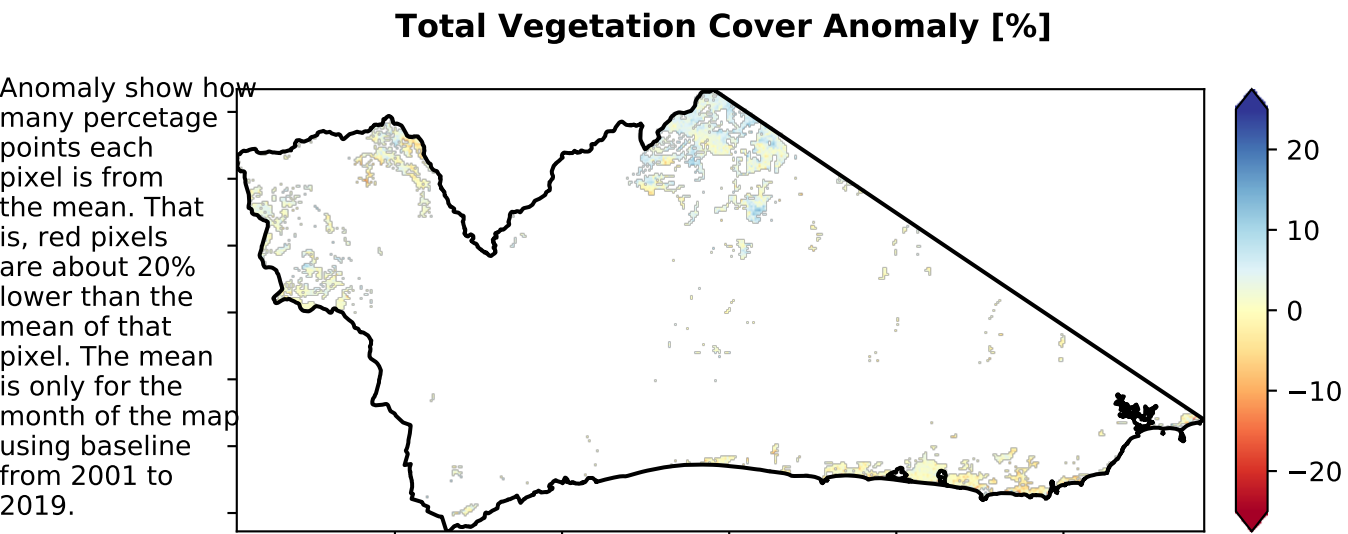 Total Vegetation Cover Anomaly [%]
Anomaly show how
many percetage
points each
pixel is from
the mean. That
is, red pixels
are about 20%
lower than the
mean of that
pixel. The mean
is only for the
month of the map
using baseline
from 2001 to
2019.
20
10
0
−10
−20